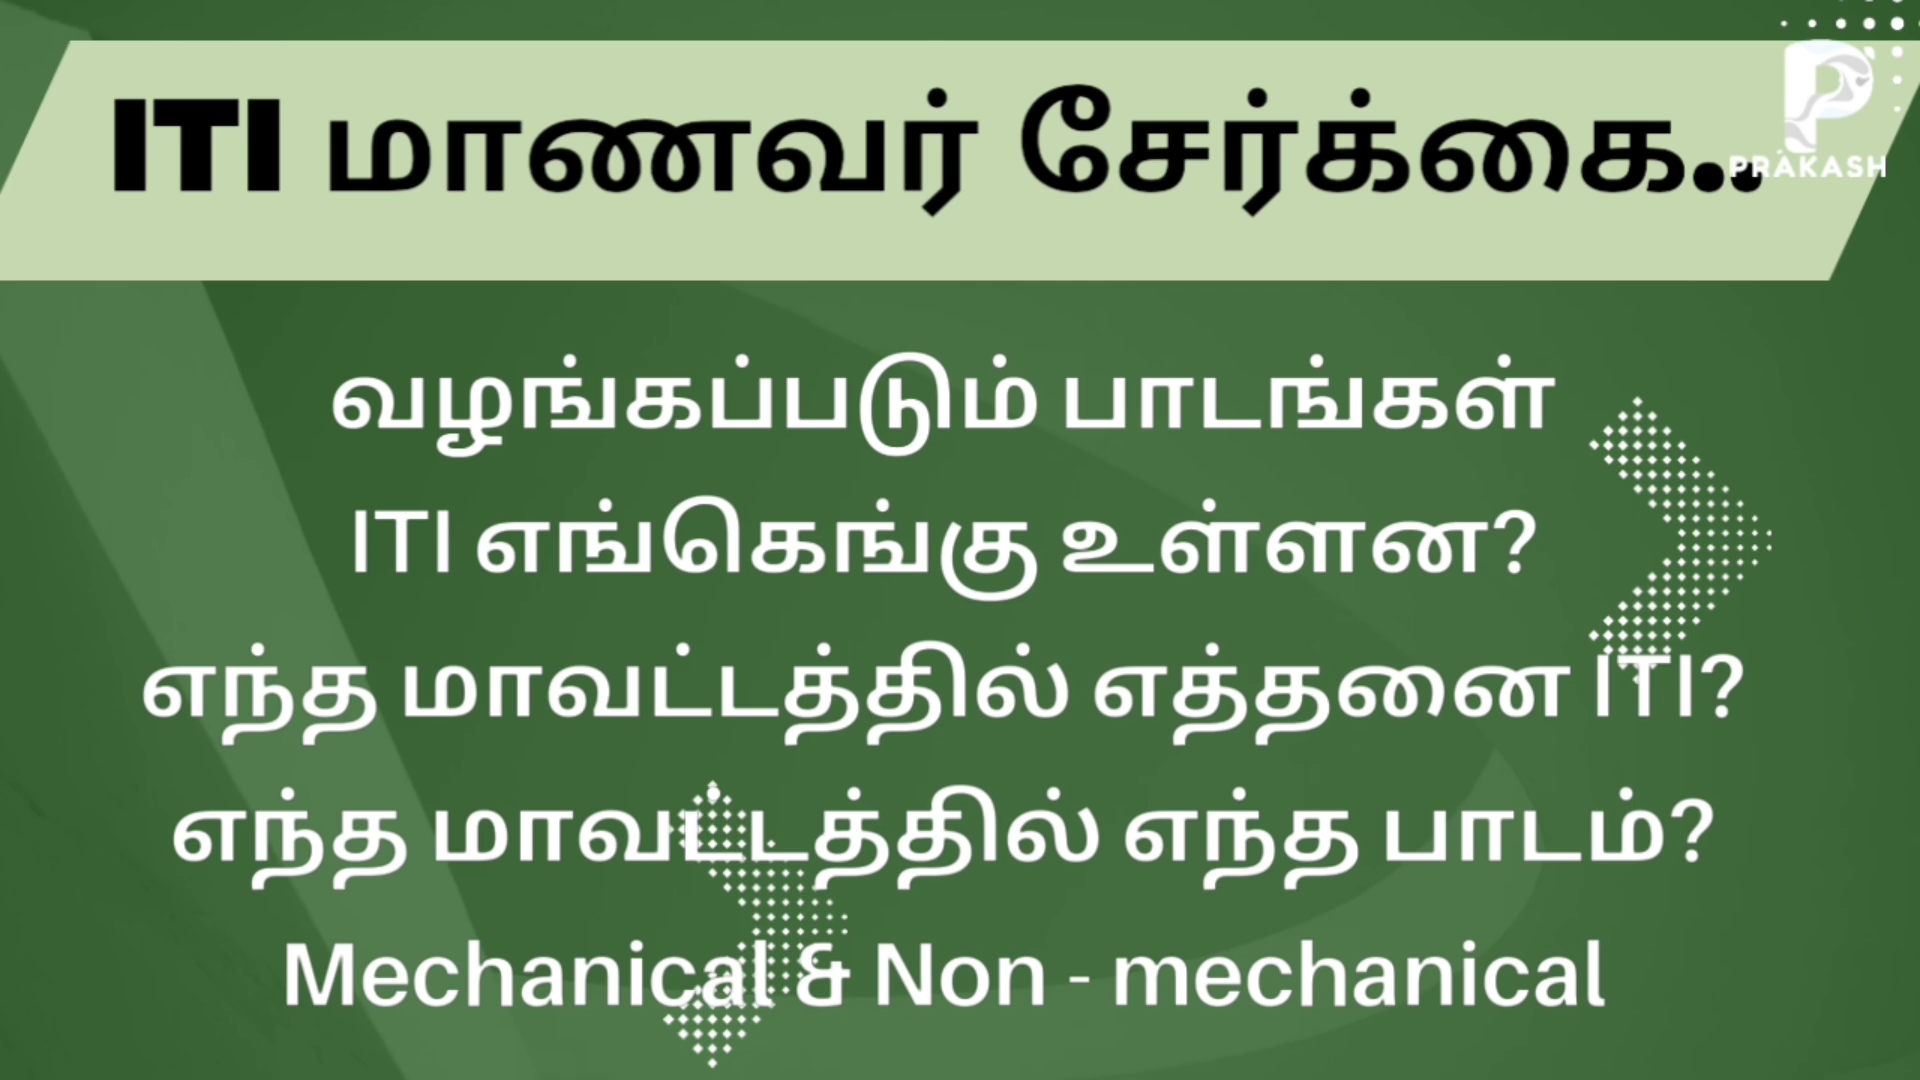 ITI மாணவர் சேர்க்கை..
PRAKASH
வழங்கப்படும் பாடங்கள்
ITI எங்கெங்கு உள்ளன?
எந்த மாவட்டத்தில் எத்தனை ITI?
எந்த மாவட்டத்தில் எந்த பாடம்?
Mechanical & Non - mechanical